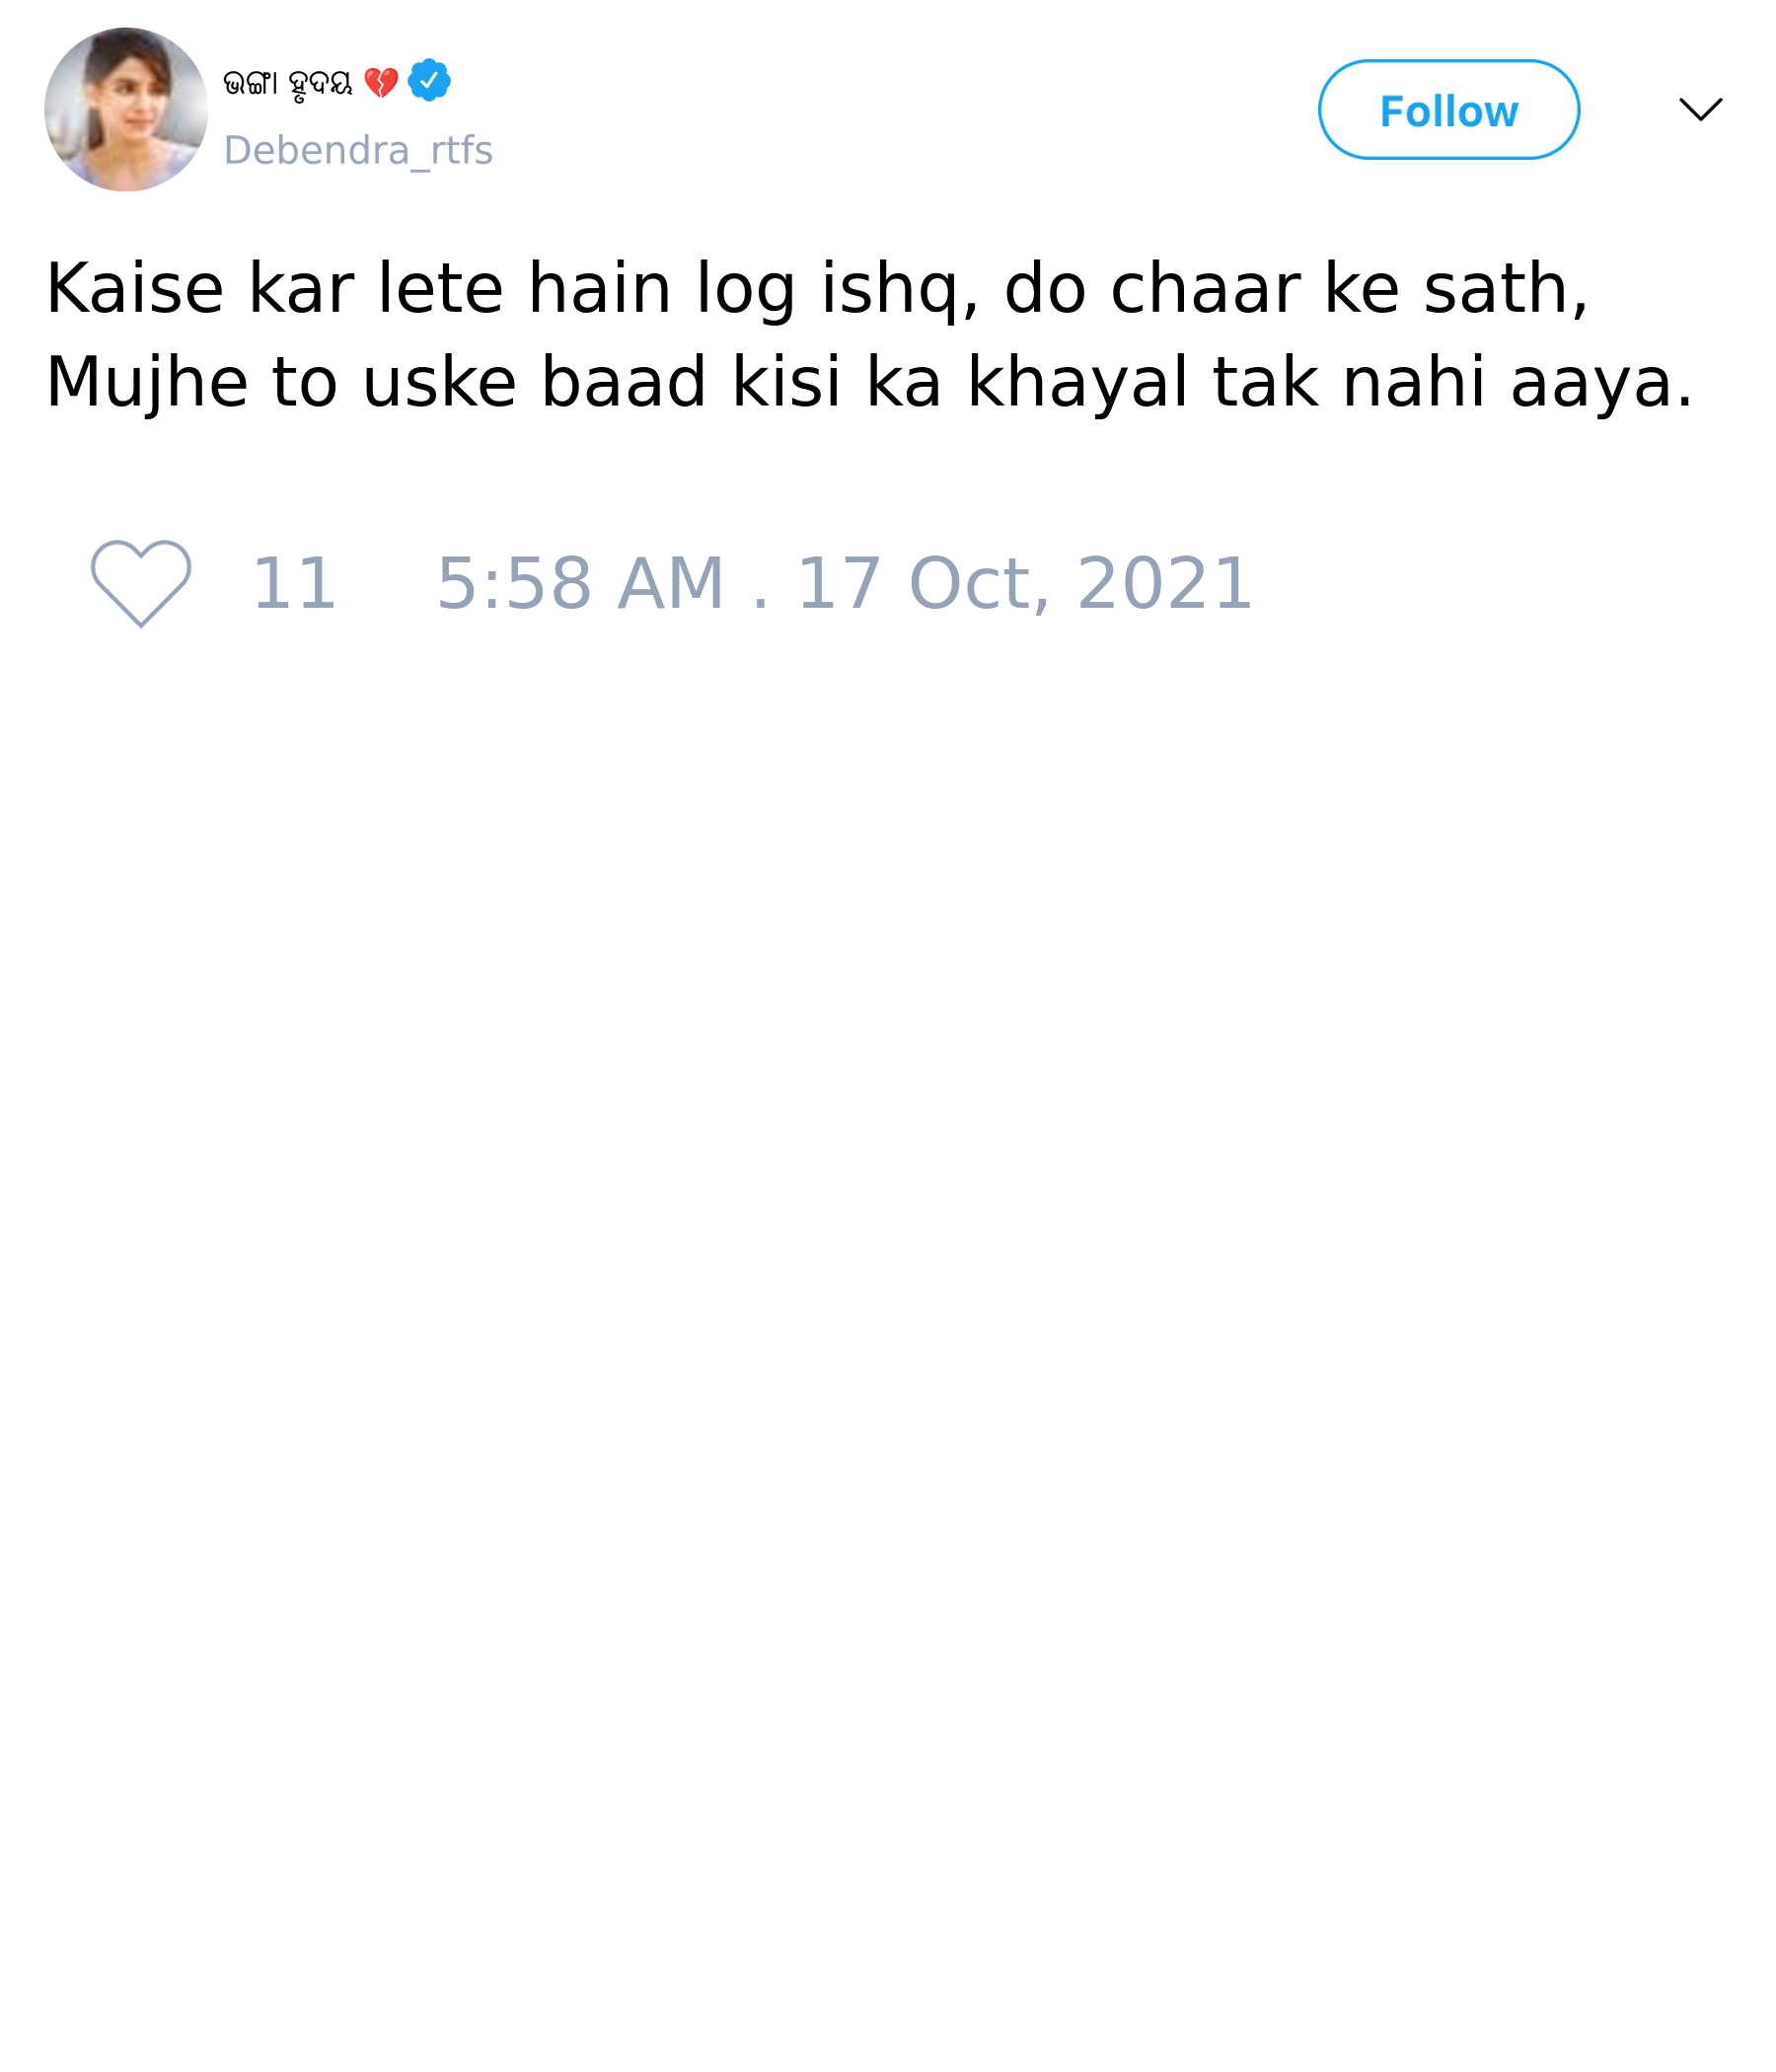 ଭଙ୍ଗା ହୃଦୟ 💔
Debendra_rtfs
Follow
Kaise kar lete hain log ishq, do chaar ke sath,
Mujhe to uske baad kisi ka khayal tak nahi aaya.
11 5:58 AM . 17 Oct, 2021